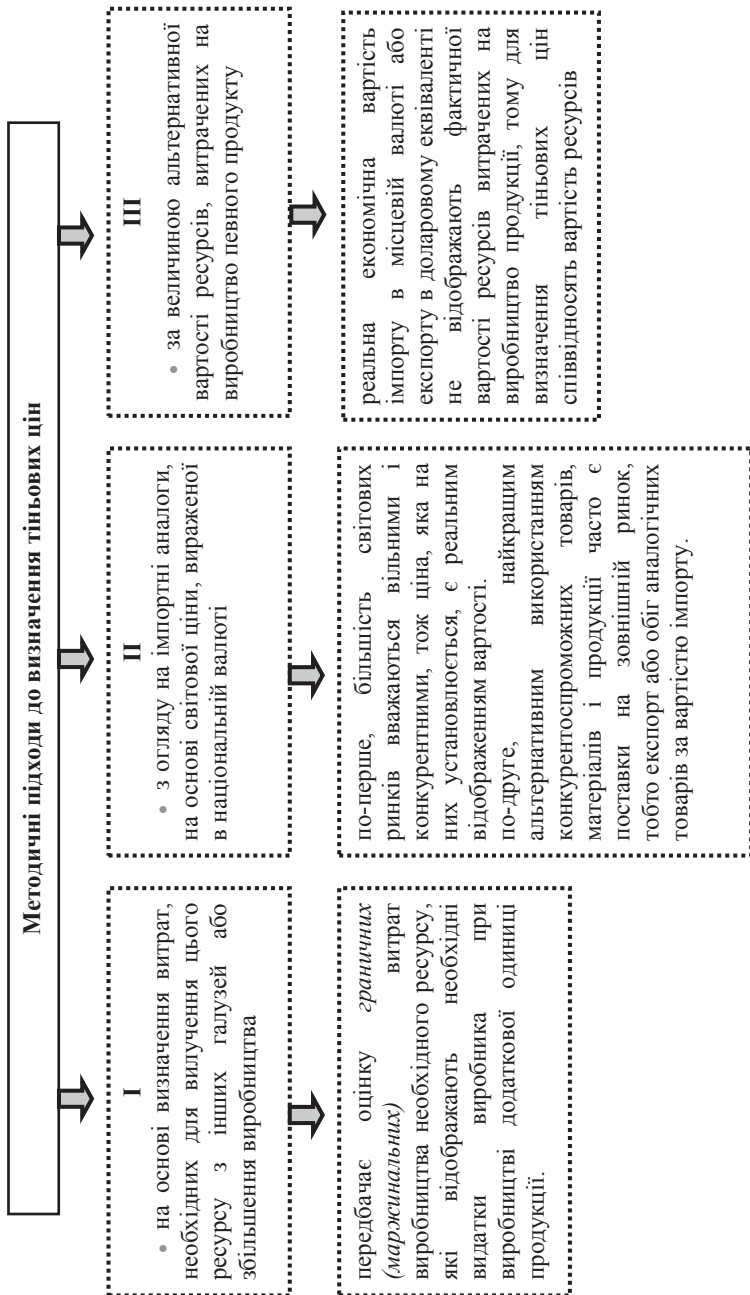 Методичні підходи до визначення тіньових цін
I
• на основі визначення витрат,
необхідних для вилучення цього
ресурсу з інших галузей або
збільшення виробництва
передбачає оцінку граничних
(маржинальних) витрат
виробництва необхідного ресурсу,
які відображають необхідні
видатки виробника при
виробництві додаткової одиниці
продукції.
II
• з огляду на імпортні аналоги,
на основі світової ціни, вираженої
в національній валюті
по-перше, більшість світових
ринків вважаються вільними і
конкурентними, тож ціна, яка на
них установлюється, є реальним
відображенням вартості.
по-друге, найкращим
альтернативним використанням
конкурентоспроможних товарів,
матеріалів і продукції часто є
поставки на зовнішній ринок,
тобто експорт або обіг аналогічних
товарів за вартістю імпорту.
III
• за величиною альтернативної
вартості ресурсів, витрачених на
виробництво певного продукту
реальна економічна вартість
імпорту в місцевій валюті або
експорту в доларовому еквіваленті
не відображають фактичної
вартості ресурсів витрачених на
виробництво продукції, тому для
визначення тіньових цін
співвідносять вартість ресурсів